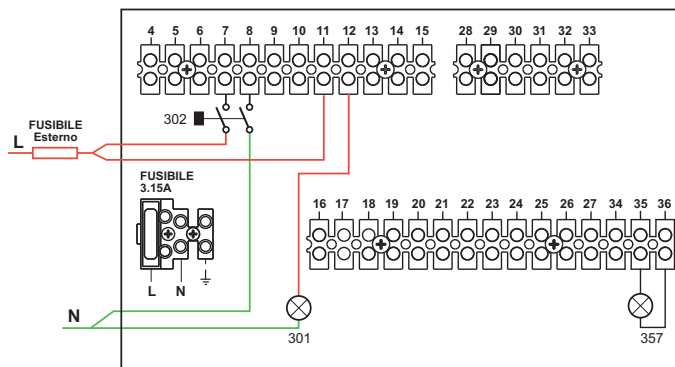 4 5 6 7 8 9 10 11 12 13 14 15 28 29 30 31 32 33
302
FUSIBILE
Esterno
L
FUSIBILE
3.15A
16 17 18 19 20 21 22 23 24 25 26 27 34 35 36
L N
N
301
357